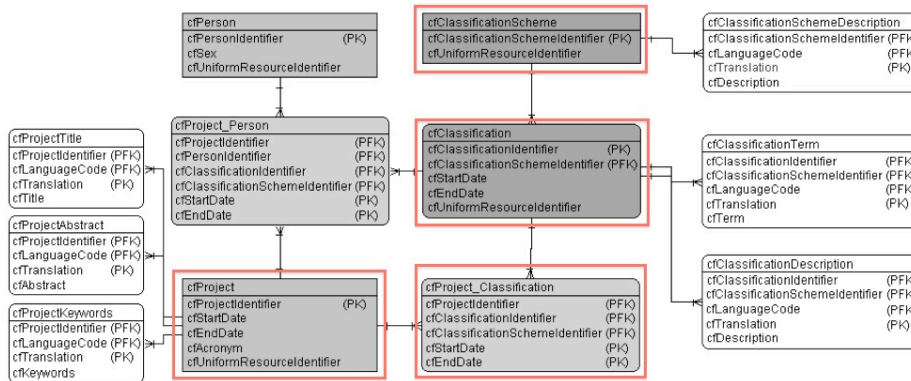 cfPerson
cfPersonIdentifier (PK)
cfSex
cfUniformResourceIdentifier
cfClassificationScheme
cfClassificationSchemeIdentifier (PK)
cfUniformResourceIdentifier
cfClassificationSchemeDescription
cfClassificationSchemeIdentifier (PFK)
cfLanguageCode (PFK)
cfTranslation (PK)
cfDescription
cfProjectTitle
cfProjectIdentifier (PFK)
cfLanguageCode (PFK)
cfTranslation (PK)
cfTitle
cfProject_Person
cfProjectIdentifier (PFK)
cfPersonIdentifier (PFK)
cfClassificationIdentifier (PFK)
cfClassificationSchemeIdentifier (PFK)
cfStartDate (PK)
cfEndDate (PK)
cfClassification
cfClassificationIdentifier (PK)
cfClassificationSchemeIdentifier (PFK)
cfStartDate
cfEndDate
cfUniformResourceIdentifier
cfClassificationTerm
cfClassificationIdentifier (PFK)
cfClassificationSchemeIdentifier (PFK)
cfLanguageCode (PFK)
cfTranslation (PK)
cfTerm
cfProjectAbstract
cfProjectIdentifier (PFK)
cfLanguageCode (PFK)
cfTranslation (PK)
cfAbstract
cfProjectKeywords
cfProjectIdentifier (PFK)
cfLanguageCode (PFK)
cfTranslation (PK)
cfKeywords
cfProject
cfProjectIdentifier (PK)
cfStartDate
cfEndDate
cfAcronym
cfUniformResourceIdentifier
cfProject_Classification
cfProjectIdentifier (PFK)
cfClassificationIdentifier (PFK)
cfClassificationSchemeIdentifier (PFK)
cfStartDate (PK)
cfEndDate (PK)
cfClassificationDescription
cfClassificationIdentifier (PFK)
cfClassificationSchemeIdentifier (PFK)
cfLanguageCode (PFK)
cfTranslation (PK)
cfDescription